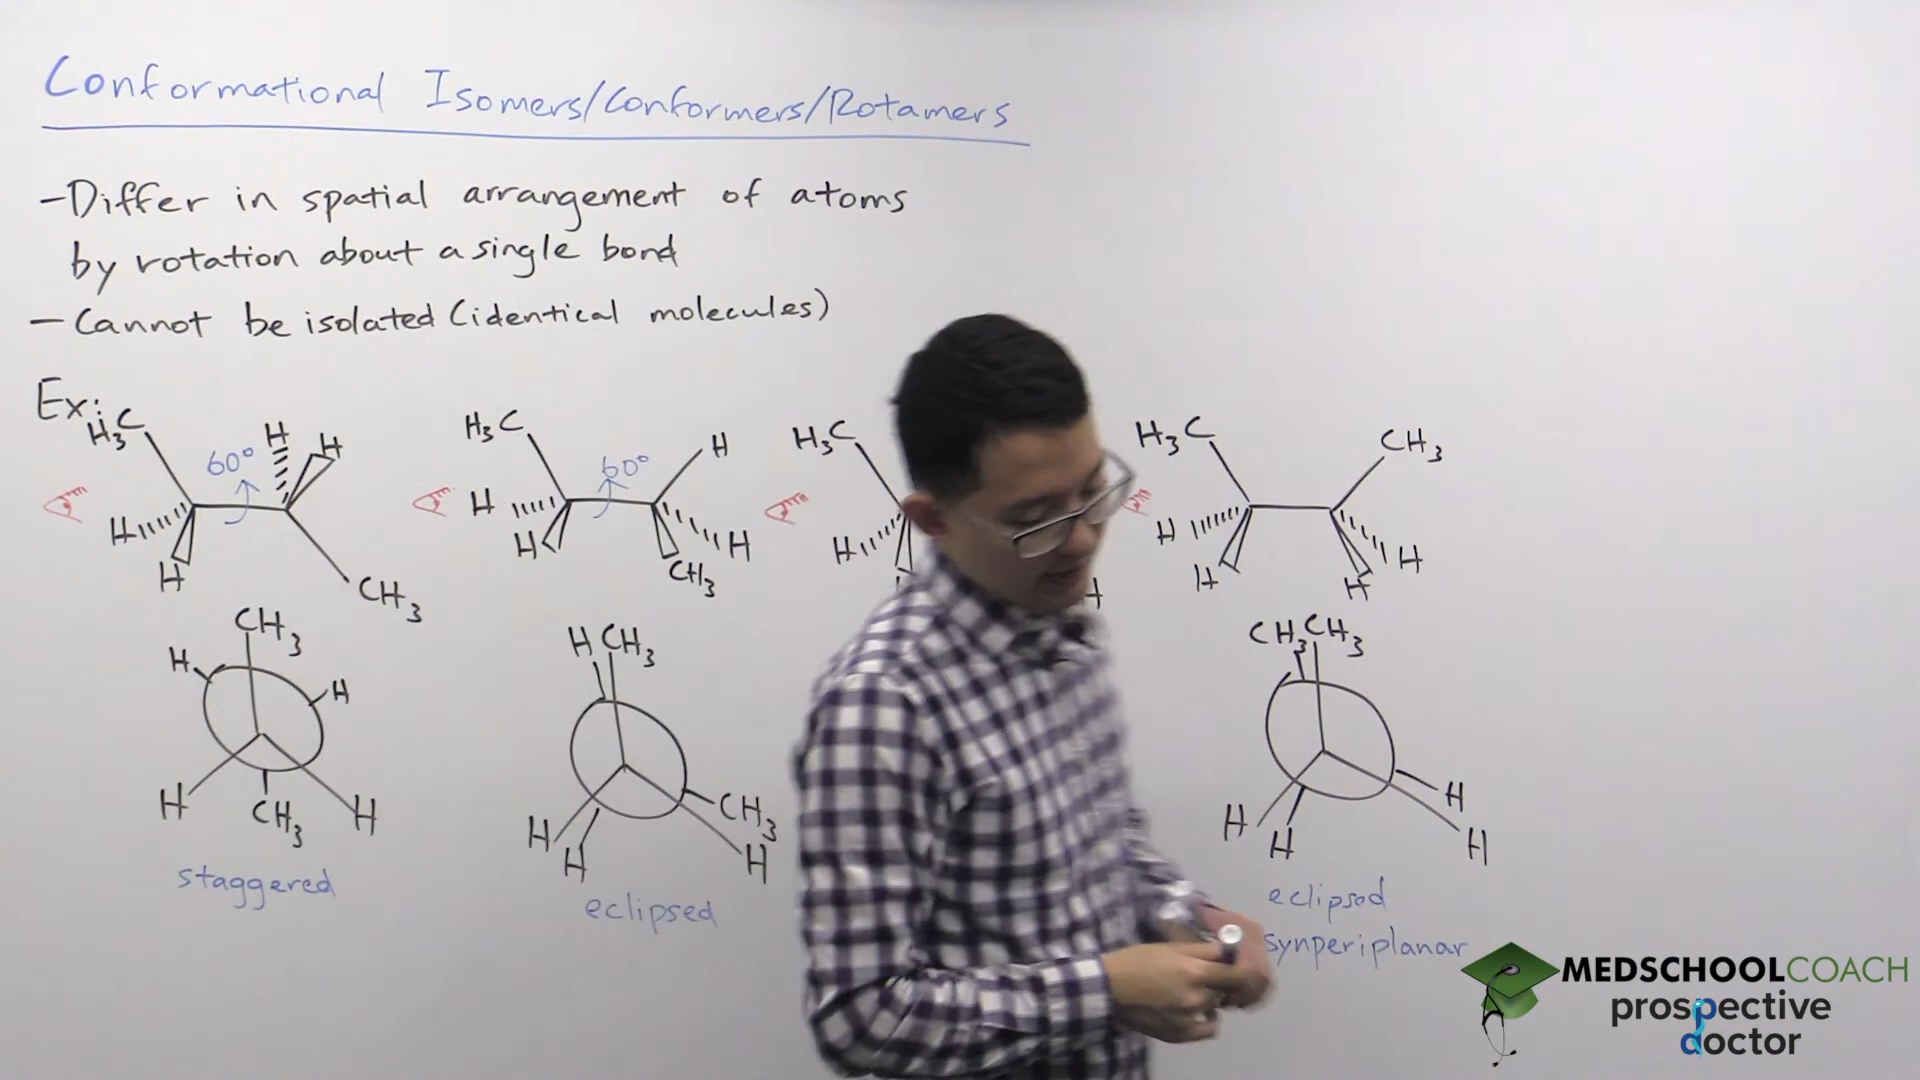 Conformational Isomers/Conformers/Rotamers
-Differ in spatial arrangement of atoms
by rotation about a single bond
- Cannot be isolated (identical molecules)
Ex:
H₃C H H 60° H H CH₃
H₃C H 60° H H H CH₃
H₃C H H
H₃C CH₃ H H H H
CH₃ H H H H CH₃
H CH₃ H H CH₃ H
CH₃ CH₃ H H H H
staggered
eclipsed
eclipsed
synperiplanar
MEDSCHOOLCOACH
prospective
doctor